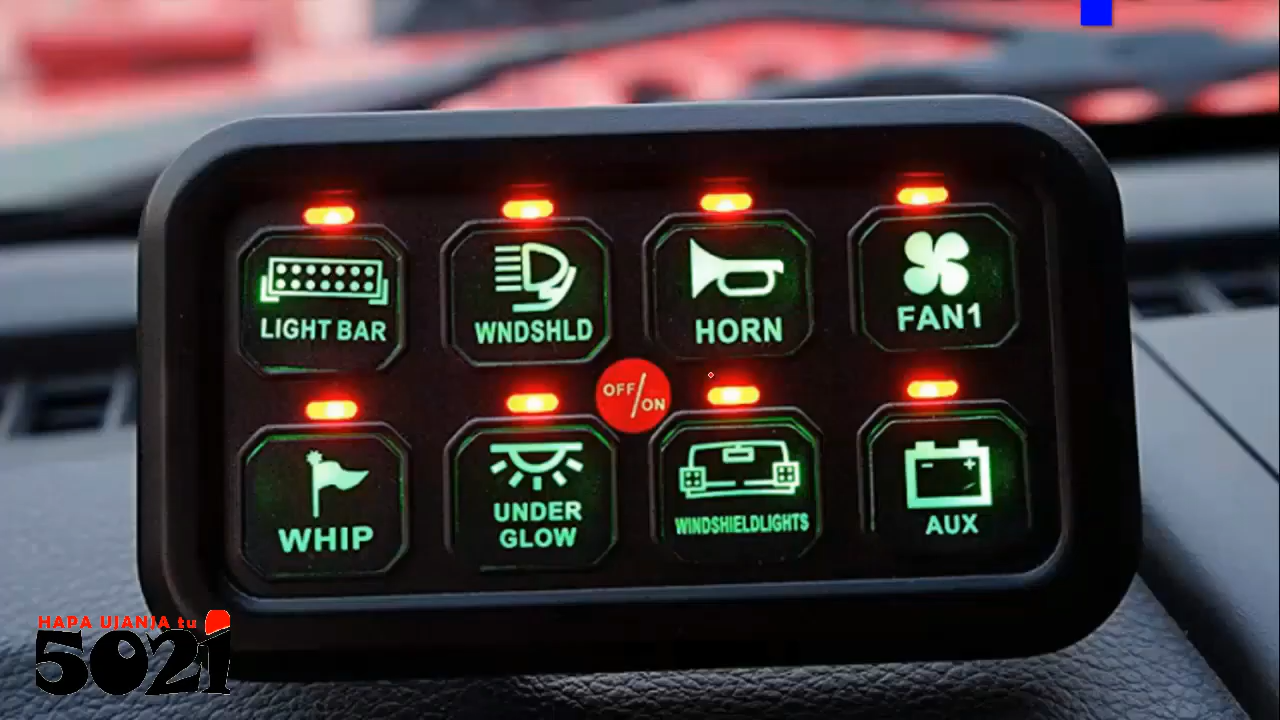 LIGHT BAR
WNDSHLD
HORN
FAN1
OFF/ON
WHIP
UNDER
GLOW
WINDSHIELDLIGHTS
AUX
- +
HAPA UJANJA tu
5021